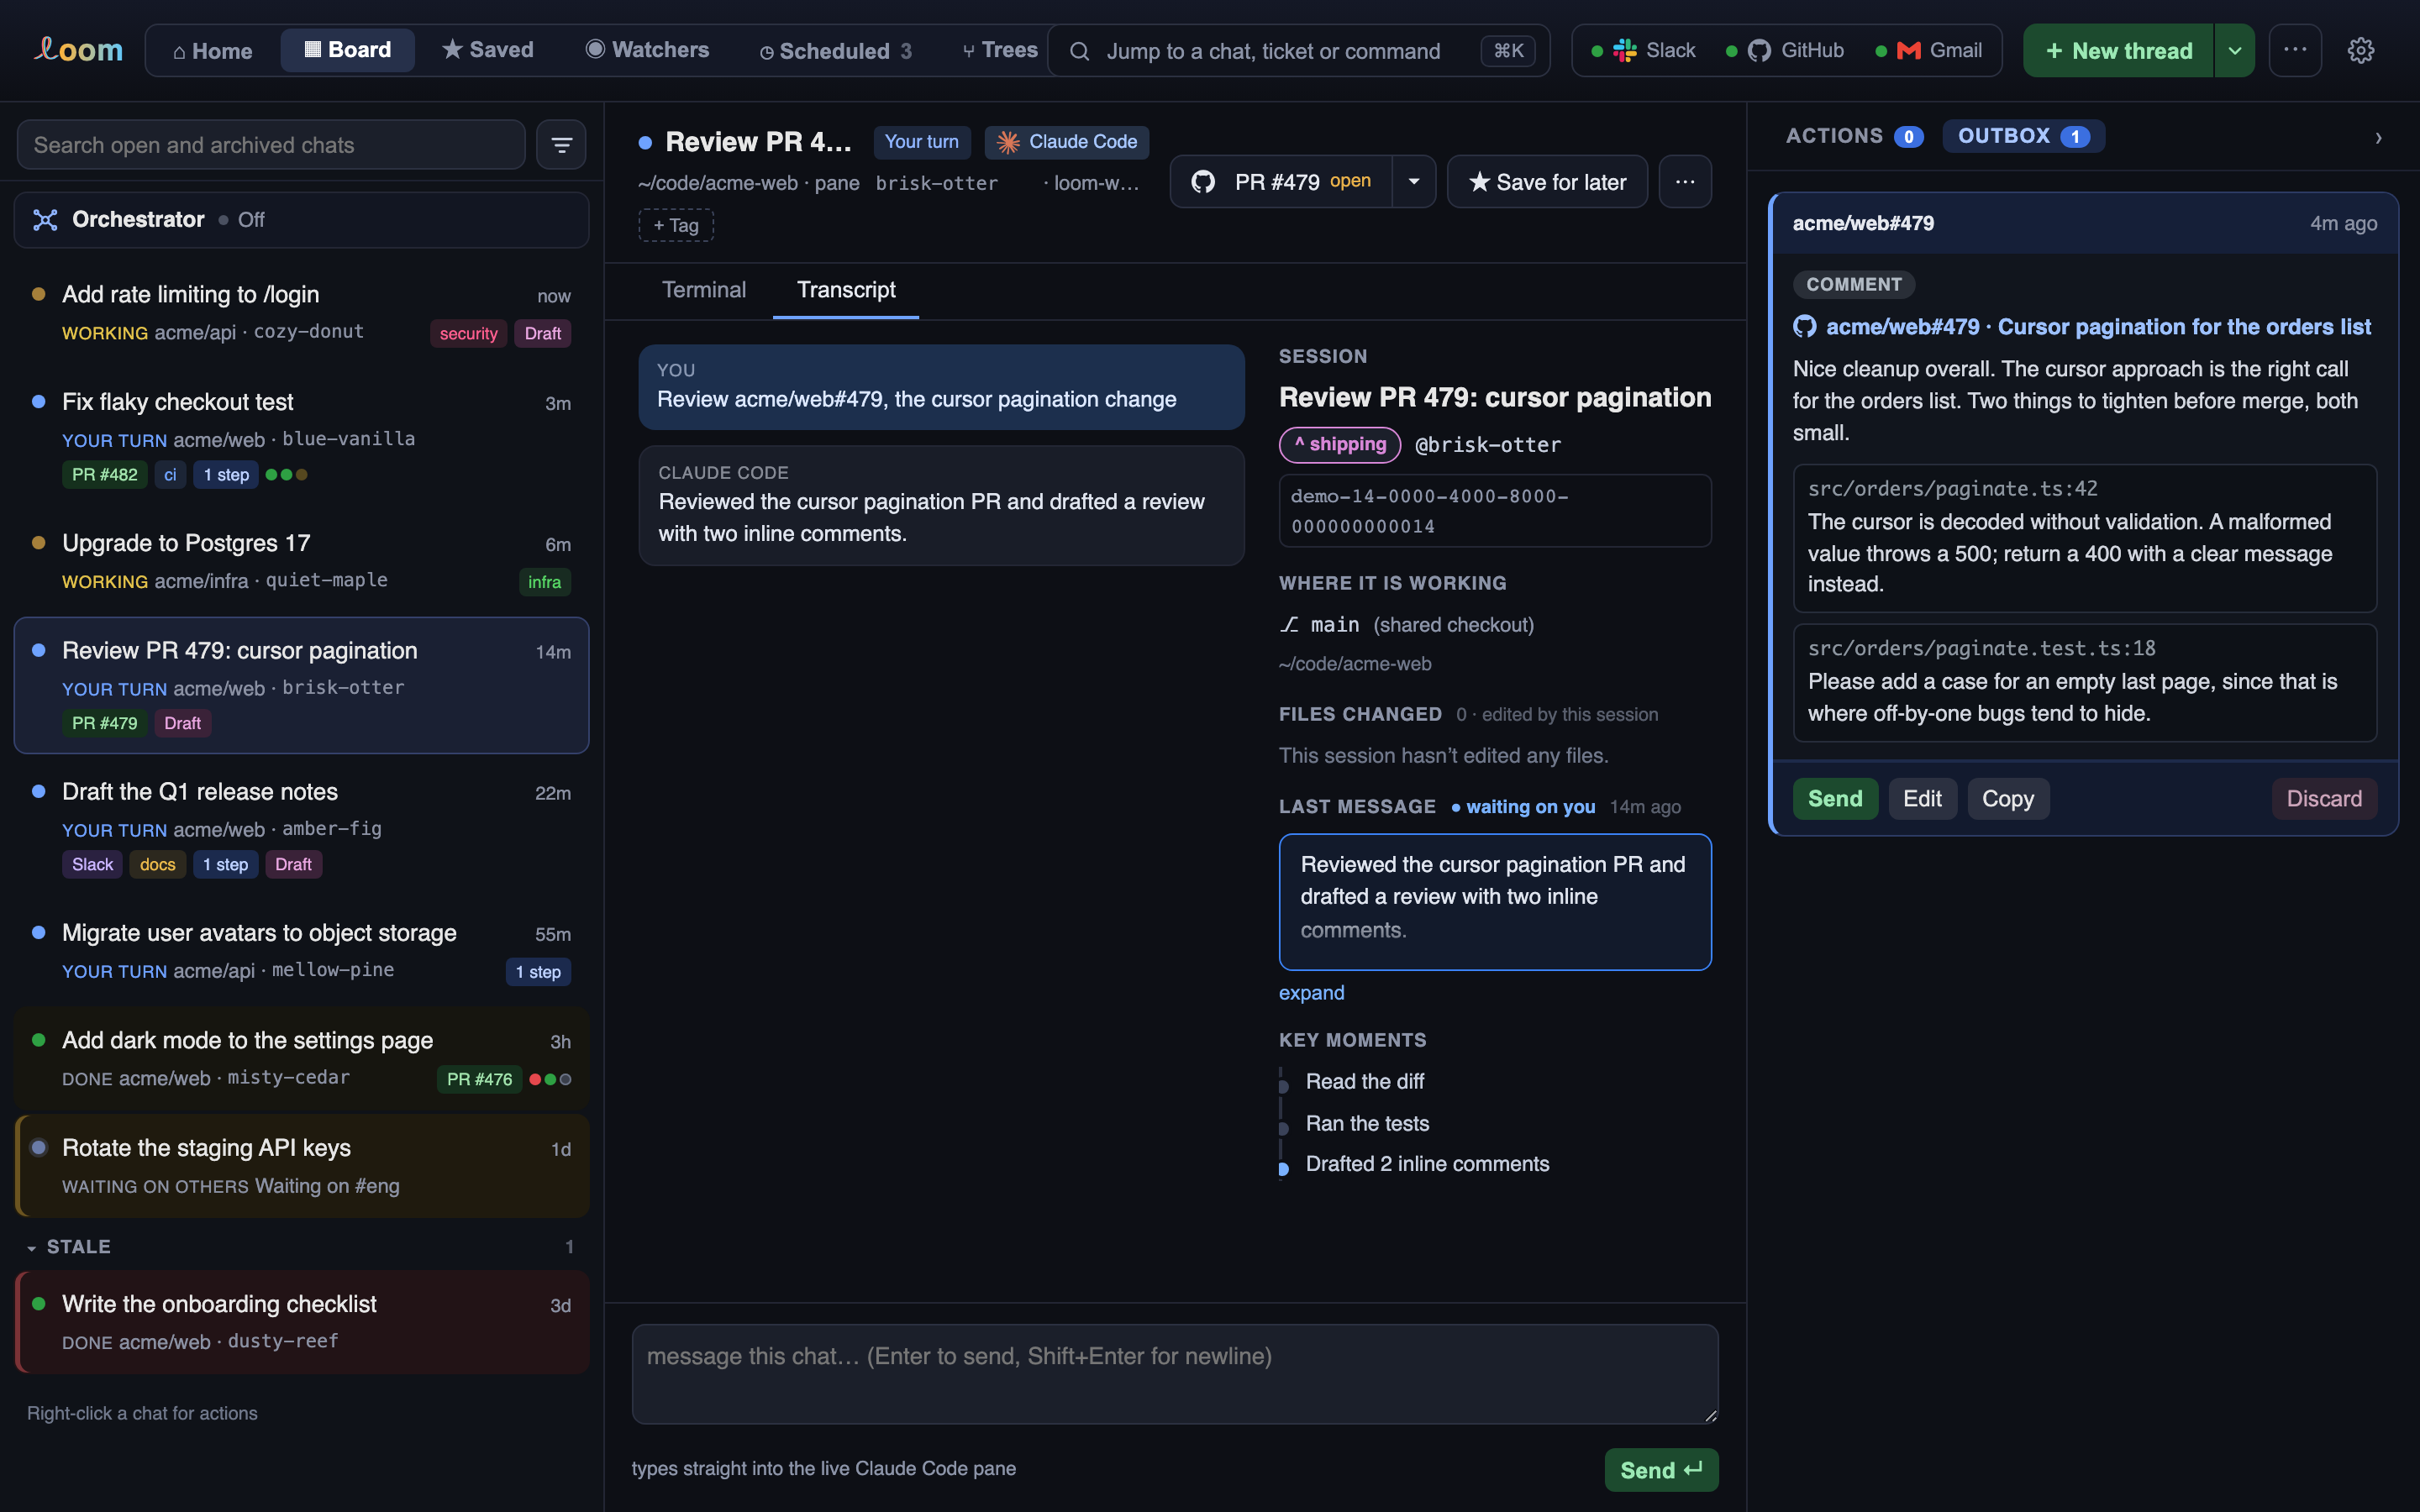 loom
Home
Board
Saved
Watchers
Scheduled 3
Trees
Jump to a chat, ticket or command ⌘K
Slack
GitHub
Gmail
+ New thread
Search open and archived chats
Orchestrator Off
Add rate limiting to /login now
WORKING acme/api · cozy-donut security Draft
Fix flaky checkout test 3m
YOUR TURN acme/web · blue-vanilla
PR #482 ci 1 step
Upgrade to Postgres 17 6m
WORKING acme/infra · quiet-maple infra
Review PR 479: cursor pagination 14m
YOUR TURN acme/web · brisk-otter
PR #479 Draft
Draft the Q1 release notes 22m
YOUR TURN acme/web · amber-fig
Slack docs 1 step Draft
Migrate user avatars to object storage 55m
YOUR TURN acme/api · mellow-pine 1 step
Add dark mode to the settings page 3h
DONE acme/web · misty-cedar PR #476
Rotate the staging API keys 1d
WAITING ON OTHERS Waiting on #eng
STALE 1
Write the onboarding checklist 3d
DONE acme/web · dusty-reef
Right-click a chat for actions
Review PR 4… Your turn Claude Code
~/code/acme-web · pane brisk-otter · loom-w…
+ Tag
PR #479 open
★ Save for later
…
Terminal
Transcript
YOU
Review acme/web#479, the cursor pagination change
CLAUDE CODE
Reviewed the cursor pagination PR and drafted a review
with two inline comments.
SESSION
Review PR 479: cursor pagination
^ shipping @brisk-otter
demo-14-0000-4000-8000-
000000000014
WHERE IT IS WORKING
main (shared checkout)
~/code/acme-web
FILES CHANGED 0 · edited by this session
This session hasn’t edited any files.
LAST MESSAGE waiting on you 14m ago
Reviewed the cursor pagination PR and
drafted a review with two inline
comments.
expand
KEY MOMENTS
Read the diff
Ran the tests
Drafted 2 inline comments
message this chat… (Enter to send, Shift+Enter for newline)
types straight into the live Claude Code pane
Send ↵
ACTIONS 0
OUTBOX 1
acme/web#479 4m ago
COMMENT
acme/web#479 · Cursor pagination for the orders list
Nice cleanup overall. The cursor approach is the right call
for the orders list. Two things to tighten before merge, both
small.
src/orders/paginate.ts:42
The cursor is decoded without validation. A malformed
value throws a 500; return a 400 with a clear message
instead.
src/orders/paginate.test.ts:18
Please add a case for an empty last page, since that is
where off-by-one bugs tend to hide.
Send
Edit
Copy
Discard